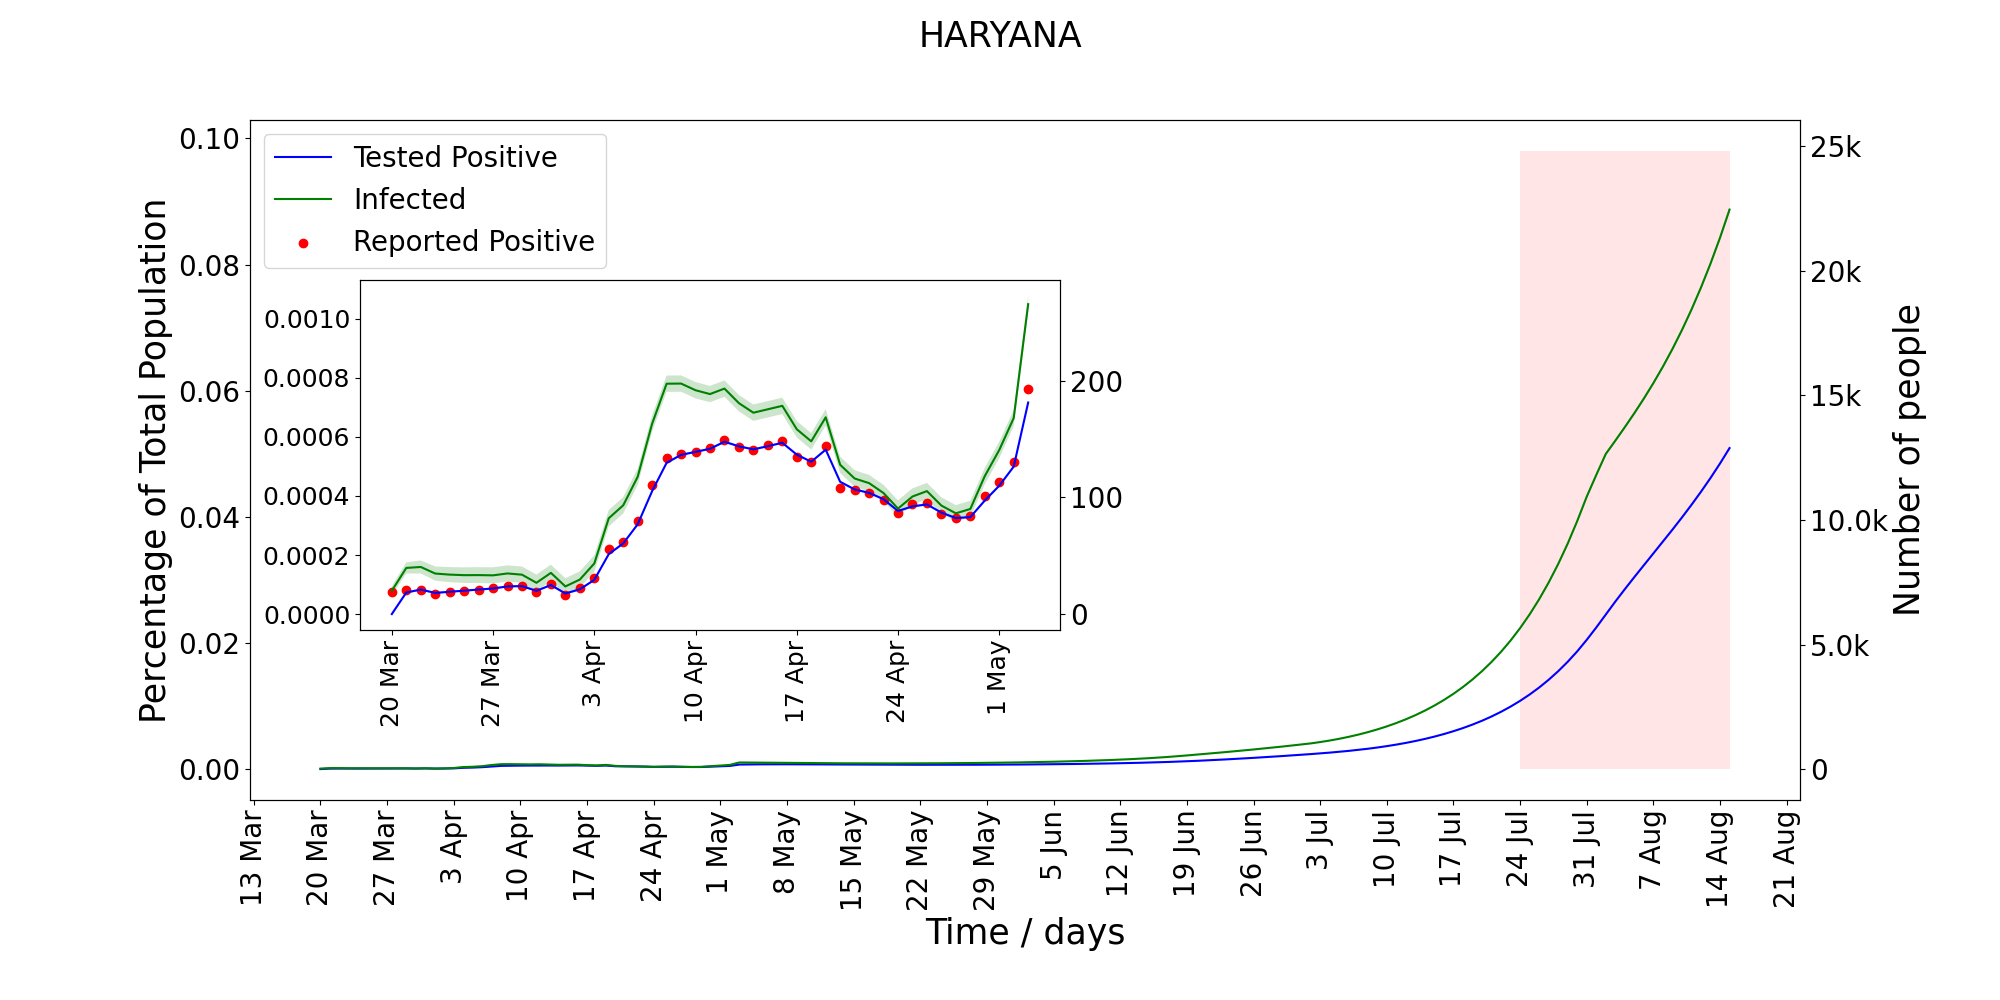 HARYANA
Tested Positive
Infected
Reported Positive
Percentage of Total Population
0.10
0.08
0.06
0.04
0.02
0.00
25k
20k
15k
10.0k
5.0k
0
Number of people
0.0010
0.0008
0.0006
0.0004
0.0002
0.0000
200
100
0
20 Mar
27 Mar
3 Apr
10 Apr
17 Apr
24 Apr
1 May
13 Mar
20 Mar
27 Mar
3 Apr
10 Apr
17 Apr
24 Apr
1 May
8 May
15 May
22 May
29 May
5 Jun
12 Jun
19 Jun
26 Jun
3 Jul
10 Jul
17 Jul
24 Jul
31 Jul
7 Aug
14 Aug
21 Aug
Time / days